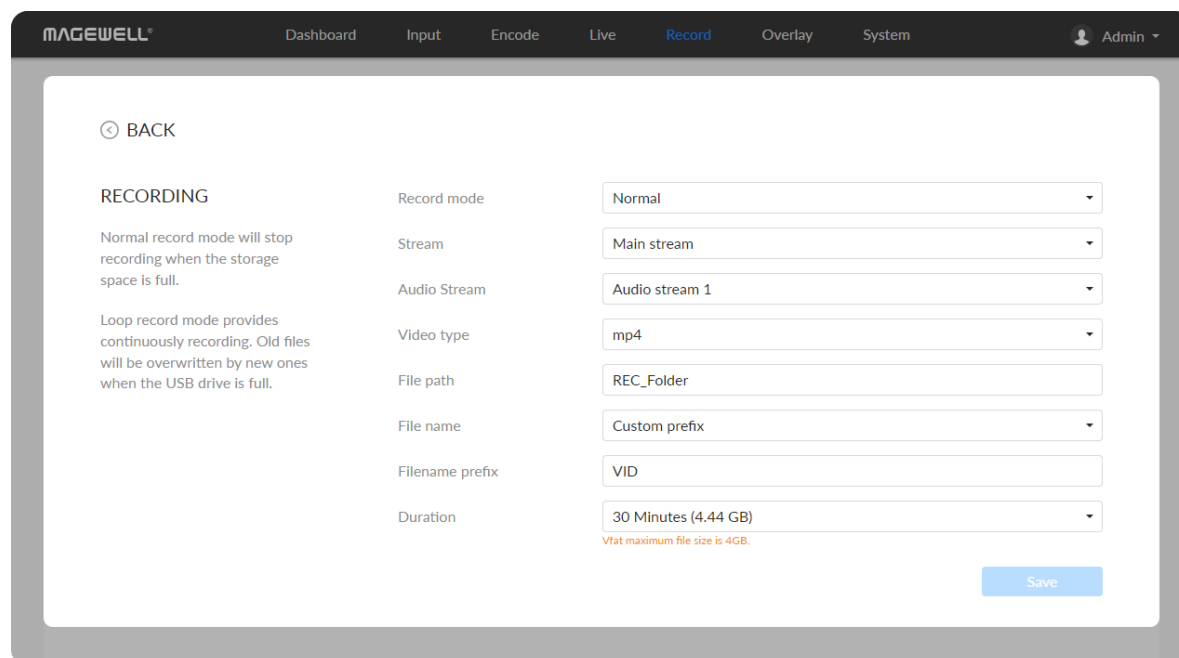 MAGEWELL®
Dashboard Input Encode Live Record Overlay System Admin
BACK
RECORDING
Normal record mode will stop
recording when the storage
space is full.
Loop record mode provides
continuously recording. Old files
will be overwritten by new ones
when the USB drive is full.
Record mode Normal
Stream Main stream
Audio Stream Audio stream 1
Video type mp4
File path REC_Folder
File name Custom prefix
Filename prefix VID
Duration 30 Minutes (4.44 GB)
Vfat maximum file size is 4GB.
Save